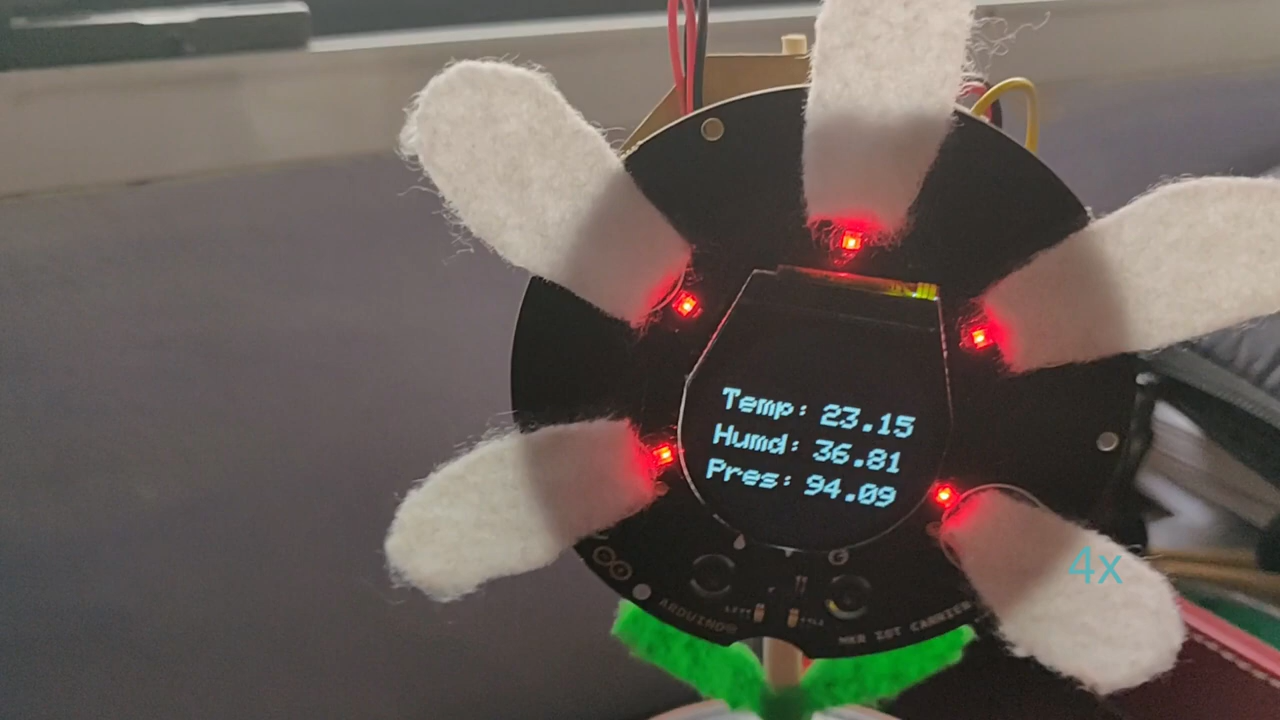 Temp: 23.15
Humd: 36.81
Pres: 94.09
4x
ARDUINO®
MKR IOT CARRIER